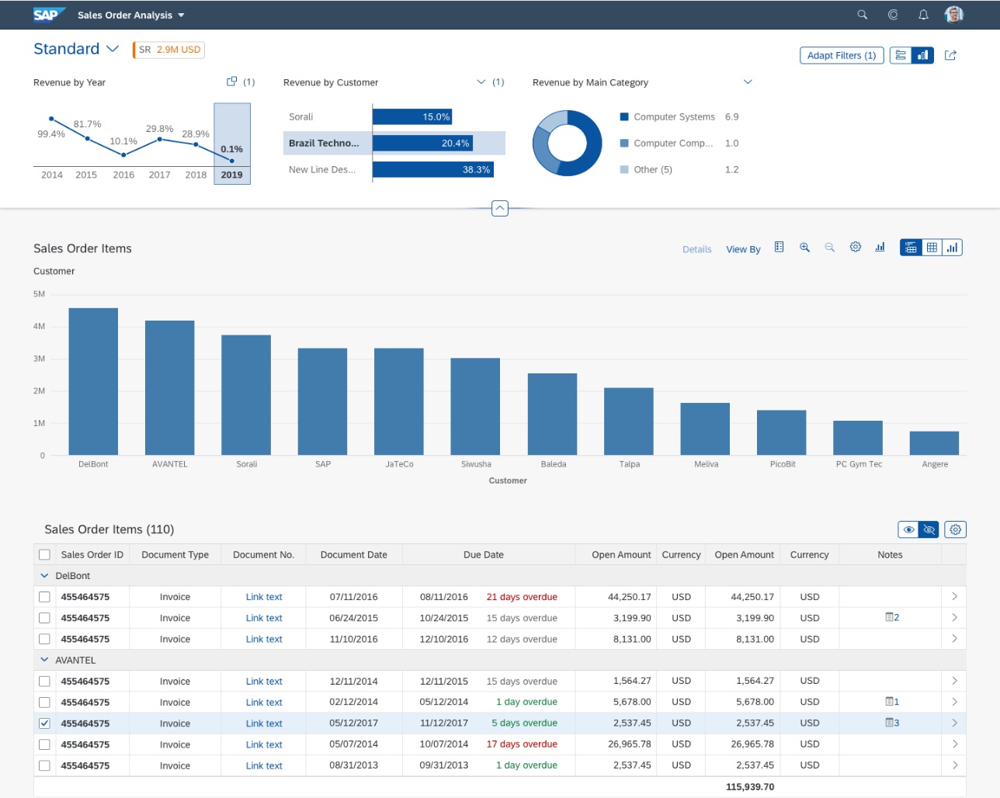 SAP Sales Order Analysis
Standard SR 2.9M USD
Adapt Filters (1)
Revenue by Year (1)
99.4% 81.7% 10.1% 29.8% 28.9% 0.1%
2014 2015 2016 2017 2018 2019
Revenue by Customer (1)
Sorali 15.0%
Brazil Techno... 20.4%
New Line Des... 38.3%
Revenue by Main Category
Computer Systems 6.9
Computer Comp... 1.0
Other (5) 1.2
Sales Order Items
Details View By
Customer
5M
4M
3M
2M
1M
0
DelBont AVANTEL Sorali SAP JaTeCo Siwusha Baleda Talpa Meliva PicoBit PC Gym Tec Angere
Customer
Sales Order Items (110)
Sales Order ID Document Type Document No. Document Date Due Date Open Amount Currency Open Amount Currency Notes
DelBont
455464575 Invoice Link text 07/11/2016 08/11/2016 21 days overdue 44,250.17 USD 44,250.17 USD
455464575 Invoice Link text 06/24/2015 10/24/2015 15 days overdue 3,199.90 USD 3,199.90 USD 2
455464575 Invoice Link text 11/10/2016 12/10/2016 12 days overdue 8,131.00 USD 8,131.00 USD
AVANTEL
455464575 Invoice Link text 12/11/2014 12/11/2015 15 days overdue 1,564.27 USD 1,564.27 USD
455464575 Invoice Link text 02/12/2014 05/12/2014 1 day overdue 5,678.00 USD 5,678.00 USD 1
455464575 Invoice Link text 05/12/2017 11/12/2017 5 days overdue 2,537.45 USD 2,537.45 USD 3
455464575 Invoice Link text 05/07/2014 10/07/2014 17 days overdue 26,965.78 USD 26,965.78 USD
455464575 Invoice Link text 08/31/2013 09/31/2013 1 day overdue 2,537.45 USD 2,537.45 USD
115,939.70